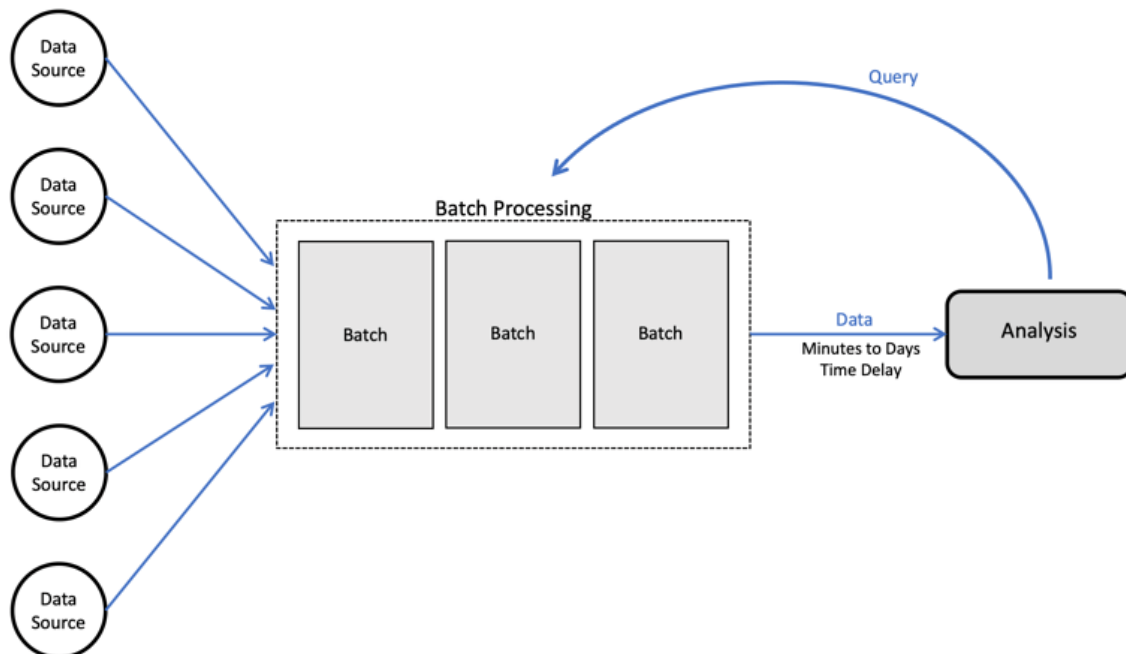 Data
Source
Data
Source
Data
Source
Data
Source
Data
Source
Query
Batch Processing
Batch
Batch
Batch
Data
Minutes to Days
Time Delay
Analysis